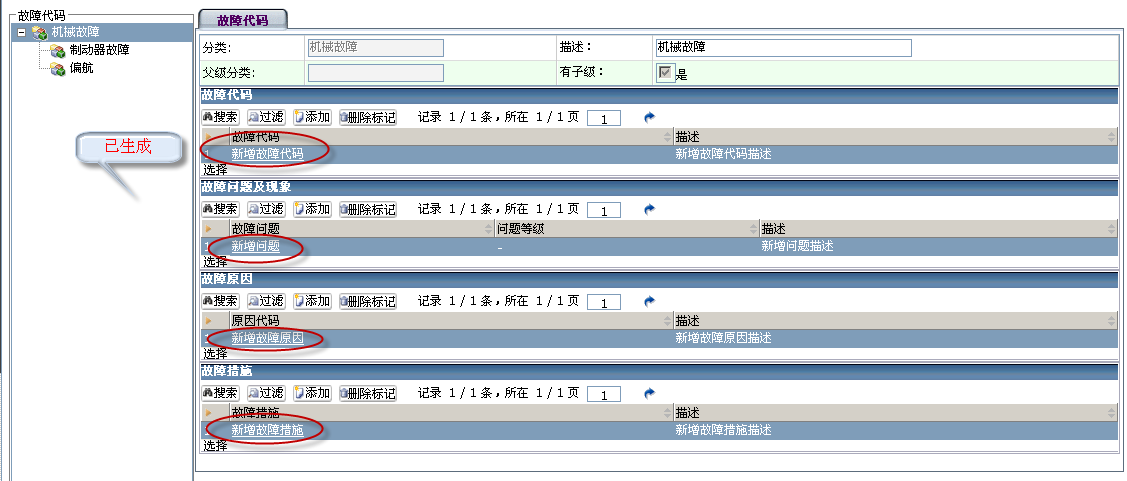 故障代码
机械故障
制动器故障
偏航
已生成
故障代码
分类: 机械故障 描述： 机械故障
父级分类: 有子级： 是
故障代码
搜索 过滤 添加 删除标记 记录 1 / 1 条，所在 1 / 1 页 1
故障代码 描述
1 新增故障代码 新增故障代码描述
选择
故障问题及现象
搜索 过滤 添加 删除标记 记录 1 / 1 条，所在 1 / 1 页 1
故障问题 问题等级 描述
1 新增问题 - 新增问题描述
选择
故障原因
搜索 过滤 添加 删除标记 记录 1 / 1 条，所在 1 / 1 页 1
原因代码 描述
1 新增故障原因 新增故障原因描述
选择
故障措施
搜索 过滤 添加 删除标记 记录 1 / 1 条，所在 1 / 1 页 1
故障措施 描述
1 新增故障措施 新增故障措施描述
选择